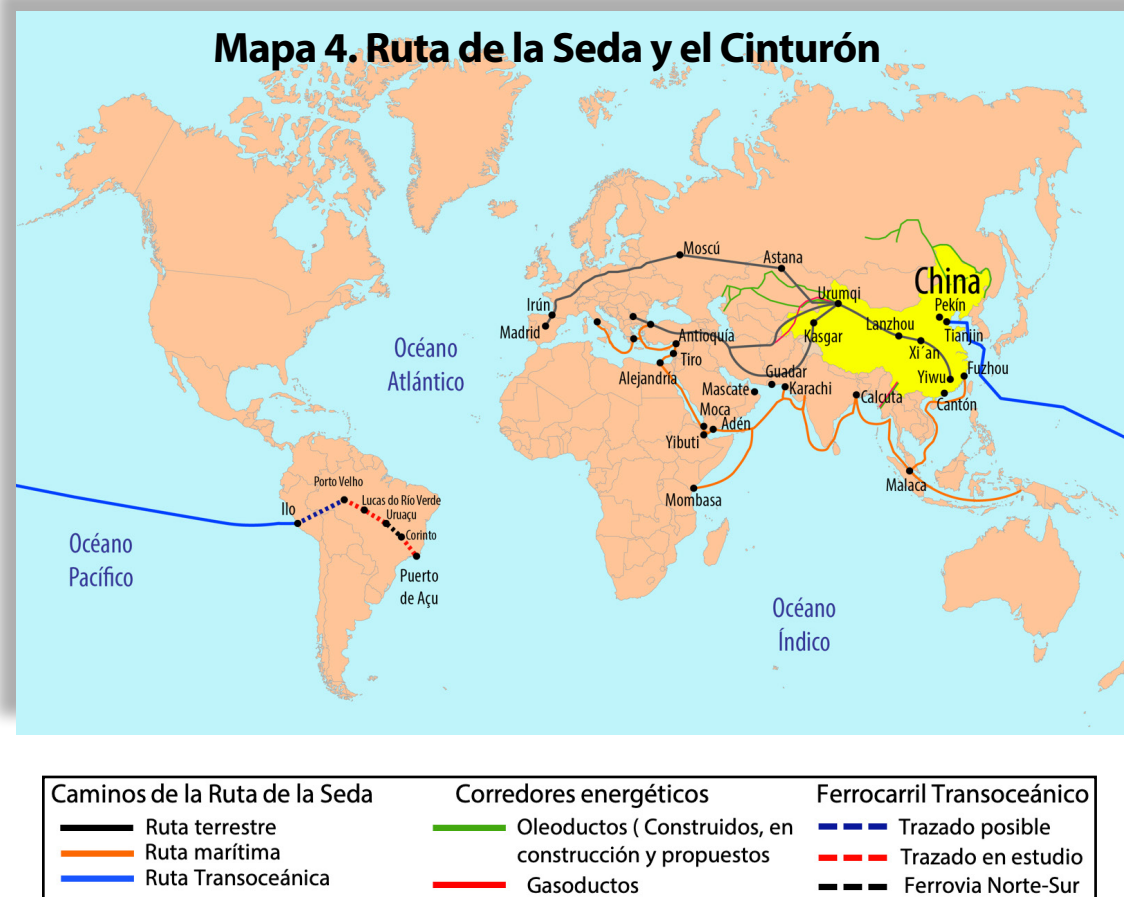 Mapa 4. Ruta de la Seda y el Cinturón
Moscú
Astana
China
Urumqi
Pekín
Irún
Lanzhou
Madrid
Antioquía
Kasgar
Tianjin
Océano
Atlántico
Xi´an
Tiro
Fuzhou
Guadar
Yiwu
Alejandría
Mascate
Karachi
Calcuta
Cantón
Moca
Adén
Yibuti
Porto Velho
Malaca
Lucas do Río Verde
Mombasa
Ilo
Uruaçu
Corinto
Océano
Pacífico
Puerto
de Açu
Océano
Índico
Caminos de la Ruta de la Seda
Ruta terrestre
Ruta marítima
Ruta Transoceánica
Corredores energéticos
Oleoductos ( Construidos, en
construcción y propuestos
Gasoductos
Ferrocarril Transoceánico
Trazado posible
Trazado en estudio
Ferrovia Norte-Sur